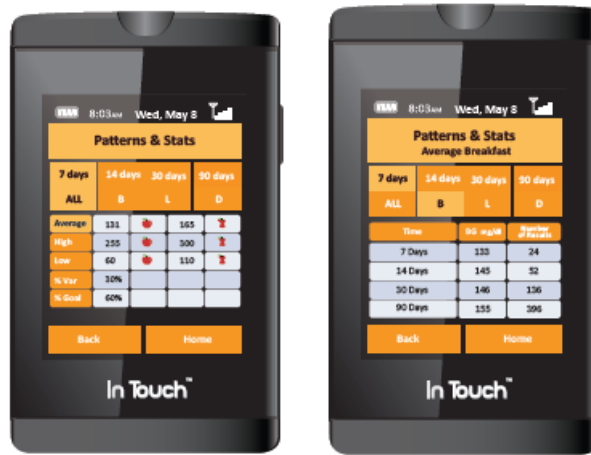 8:03AM Wed, May 8
Patterns & Stats
7 days 14 days 30 days 90 days
ALL B L D
Average 131 165
High 255 300
Low 60 110
% Var 30%
% Goal 60%
Back Home
In Touch™
8:03AM Wed, May 8
Patterns & Stats
Average Breakfast
7 days 14 days 30 days 90 days
ALL B L D
Time BG mg/dl Number of Results
7 Days 133 24
14 Days 145 52
30 Days 146 136
90 Days 155 396
Back Home
In Touch™